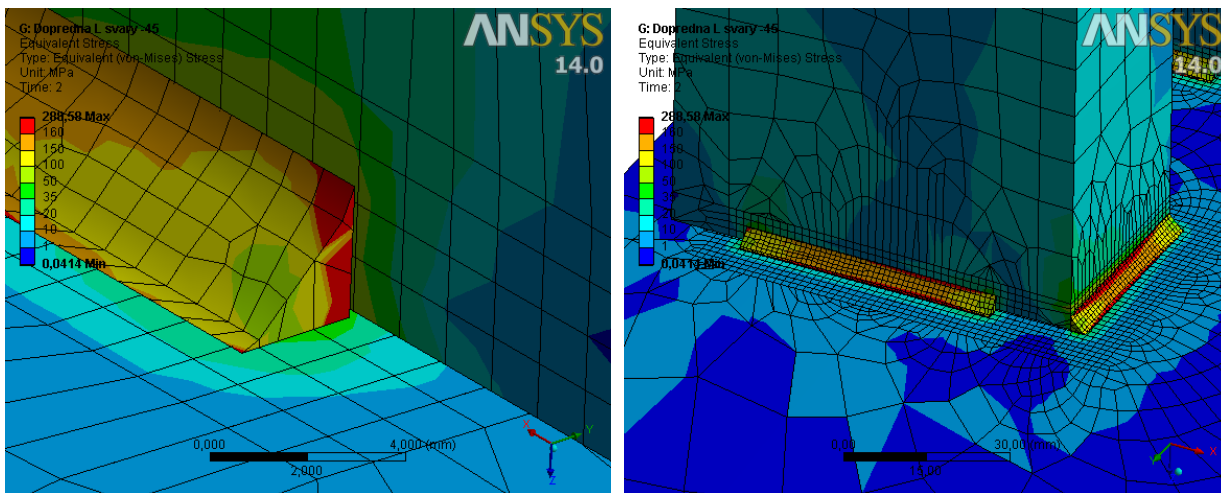 G: Dopredna L svary -45
Equivalent Stress
Type: Equivalent (von-Mises) Stress
Unit: MPa
Time: 2
ANSYS
14.0
288,58 Max
160
150
100
50
35
20
10
1
0,0414 Min
0,000
4,000 (mm)
2,000
X
Y
Z
G: Dopredna L svary -45
Equivalent Stress
Type: Equivalent (von-Mises) Stress
Unit: MPa
Time: 2
ANSYS
14.0
288,58 Max
160
150
100
50
35
20
10
1
0,0414 Min
0,00
30,00 (mm)
15,00
X
Y